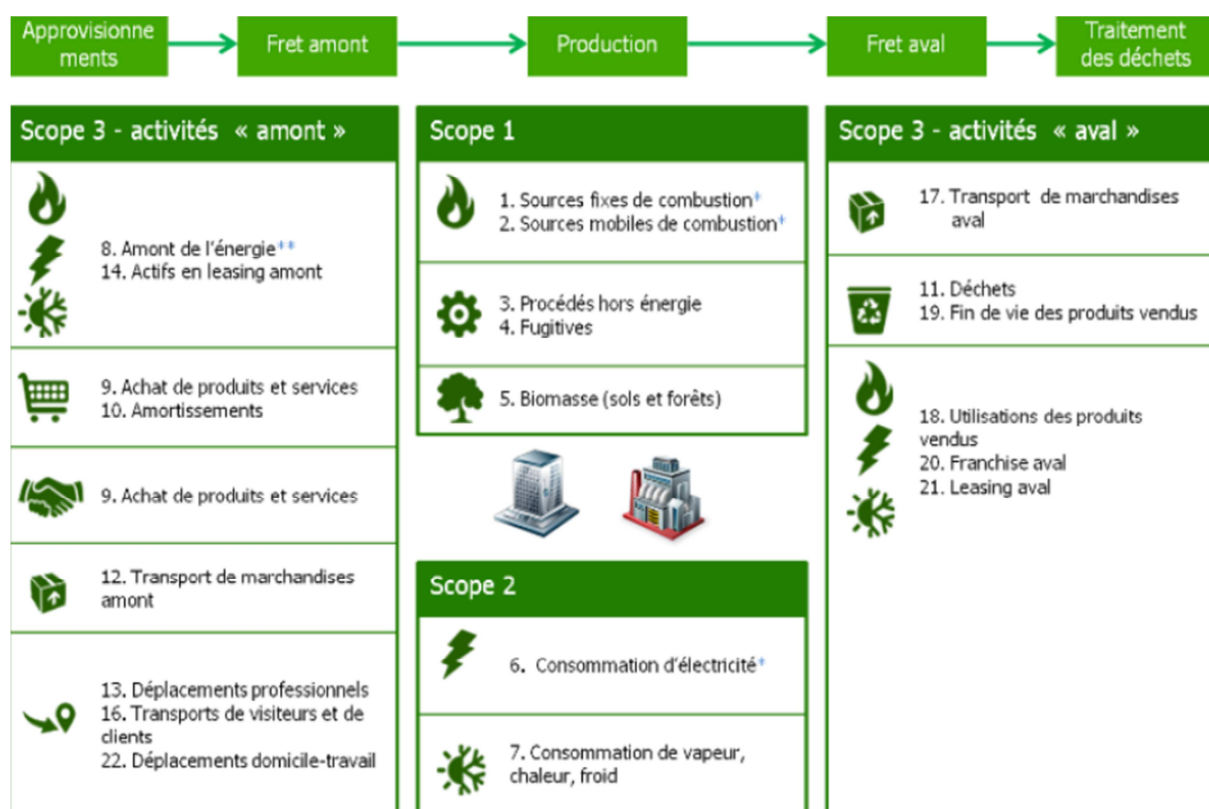 Approvisionne
ments
Fret amont
Production
Fret aval
Traitement
des déchets
Scope 3 - activités « amont »
8. Amont de l'énergie**
14. Actifs en leasing amont
9. Achat de produits et services
10. Amortissements
9. Achat de produits et services
12. Transport de marchandises
amont
13. Déplacements professionnels
16. Transports de visiteurs et de
clients
22. Déplacements domicile-travail
Scope 1
1. Sources fixes de combustion*
2. Sources mobiles de combustion*
3. Procédés hors énergie
4. Fugitives
5. Biomasse (sols et forêts)
Scope 2
6. Consommation d'électricité*
7. Consommation de vapeur,
chaleur, froid
Scope 3 - activités « aval »
17. Transport de marchandises
aval
11. Déchets
19. Fin de vie des produits vendus
18. Utilisations des produits
vendus
20. Franchise aval
21. Leasing aval